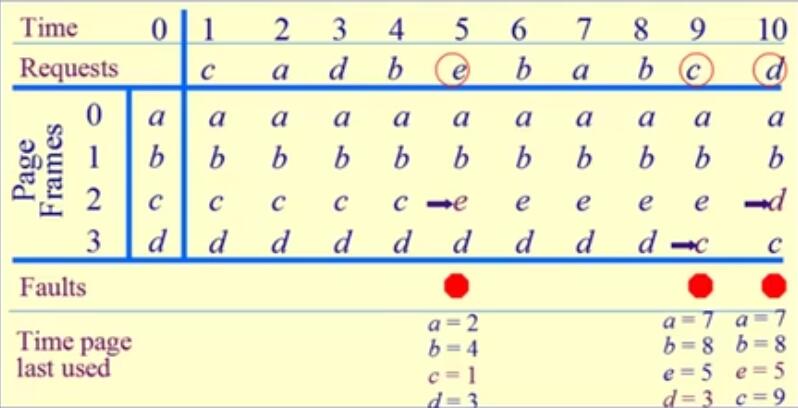 Time 0 1 2 3 4 5 6 7 8 9 10
Requests c a d b e b a b c d
Page Frames
0 a a a a a a a a a a a
1 b b b b b b b b b b b
2 c c c c c e e e e e d
3 d d d d d d d d d c c
Faults
Time page last used
a = 2 a = 7 a = 7
b = 4 b = 8 b = 8
c = 1 e = 5 e = 5
d = 3 d = 3 c = 9